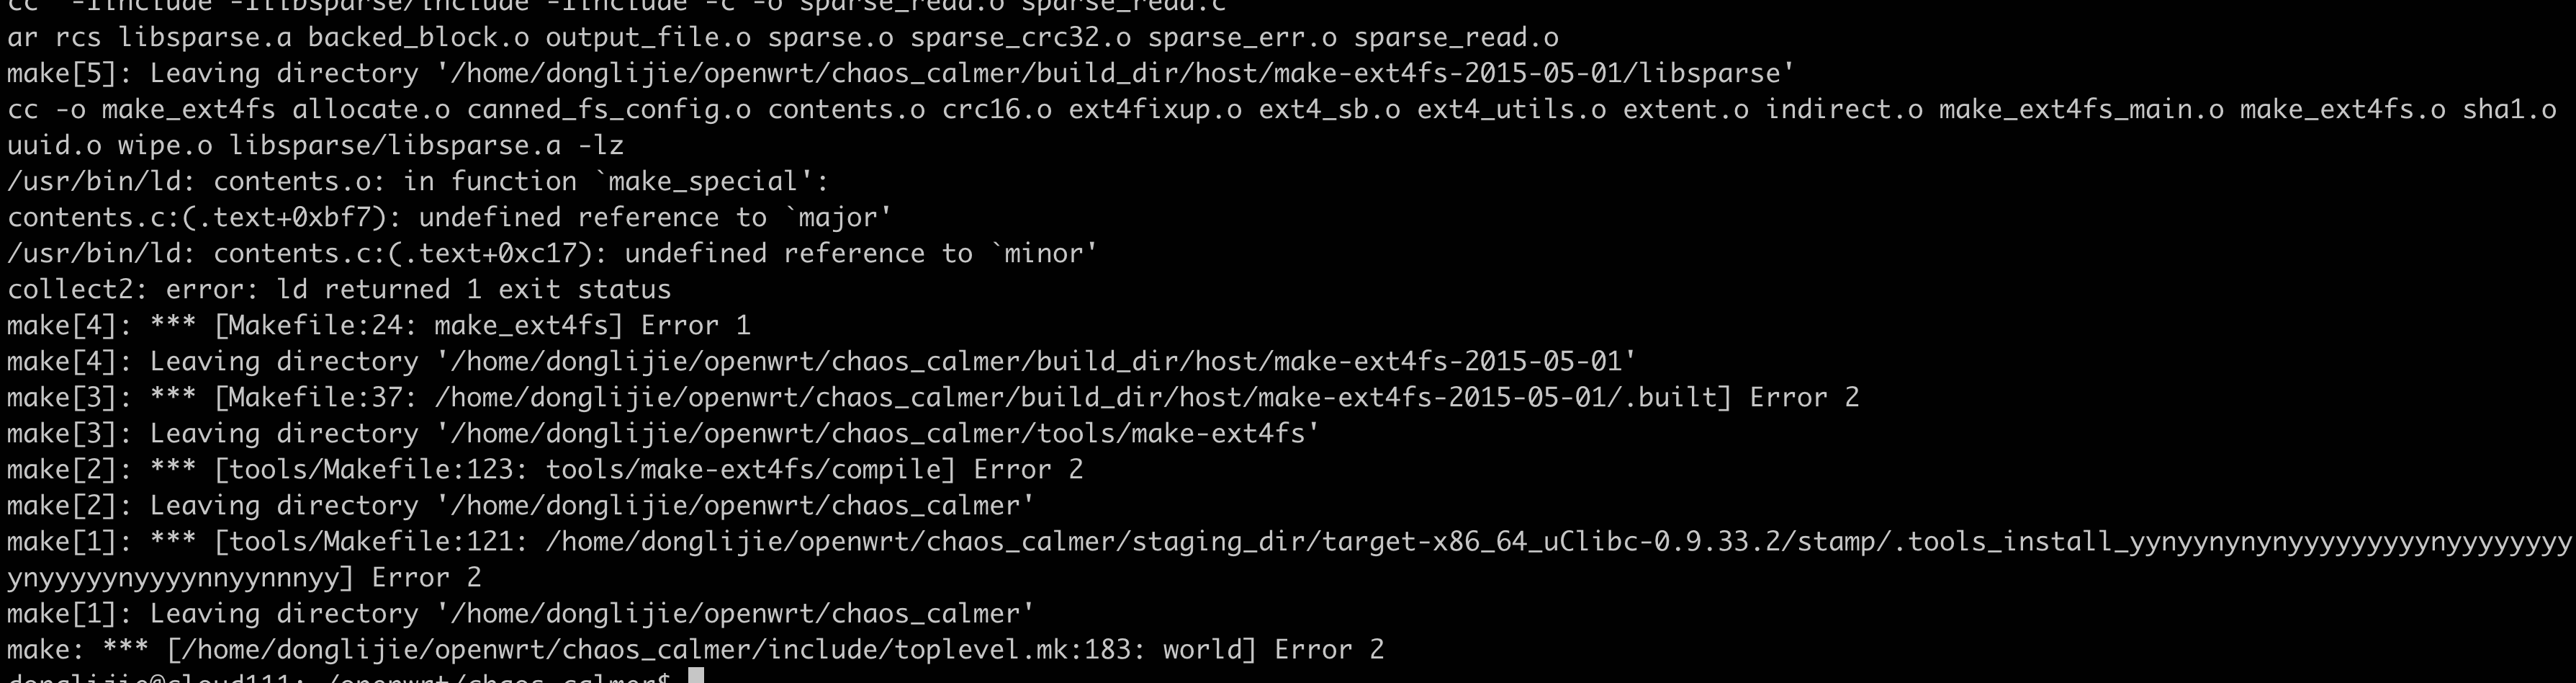 cc  -Iinclude -Ilibsparse/include -Iinclude -c -o sparse_read.o sparse_read.c
ar rcs libsparse.a backed_block.o output_file.o sparse.o sparse_crc32.o sparse_err.o sparse_read.o
make[5]: Leaving directory '/home/donglijie/openwrt/chaos_calmer/build_dir/host/make-ext4fs-2015-05-01/libsparse'
cc -o make_ext4fs allocate.o canned_fs_config.o contents.o crc16.o ext4fixup.o ext4_sb.o ext4_utils.o extent.o indirect.o make_ext4fs_main.o make_ext4fs.o sha1.o
uuid.o wipe.o libsparse/libsparse.a -lz
/usr/bin/ld: contents.o: in function `make_special':
contents.c:(.text+0xbf7): undefined reference to `major'
/usr/bin/ld: contents.c:(.text+0xc17): undefined reference to `minor'
collect2: error: ld returned 1 exit status
make[4]: *** [Makefile:24: make_ext4fs] Error 1
make[4]: Leaving directory '/home/donglijie/openwrt/chaos_calmer/build_dir/host/make-ext4fs-2015-05-01'
make[3]: *** [Makefile:37: /home/donglijie/openwrt/chaos_calmer/build_dir/host/make-ext4fs-2015-05-01/.built] Error 2
make[3]: Leaving directory '/home/donglijie/openwrt/chaos_calmer/tools/make-ext4fs'
make[2]: *** [tools/Makefile:123: tools/make-ext4fs/compile] Error 2
make[2]: Leaving directory '/home/donglijie/openwrt/chaos_calmer'
make[1]: *** [tools/Makefile:121: /home/donglijie/openwrt/chaos_calmer/staging_dir/target-x86_64_uClibc-0.9.33.2/stamp/.tools_install_yynyynynynyyyyyyyyynyyyyyyyy
ynyyyyynyyyynnyynnnyy] Error 2
make[1]: Leaving directory '/home/donglijie/openwrt/chaos_calmer'
make: *** [/home/donglijie/openwrt/chaos_calmer/include/toplevel.mk:183: world] Error 2
donglijie@cloud111:~/openwrt/chaos_calmer$